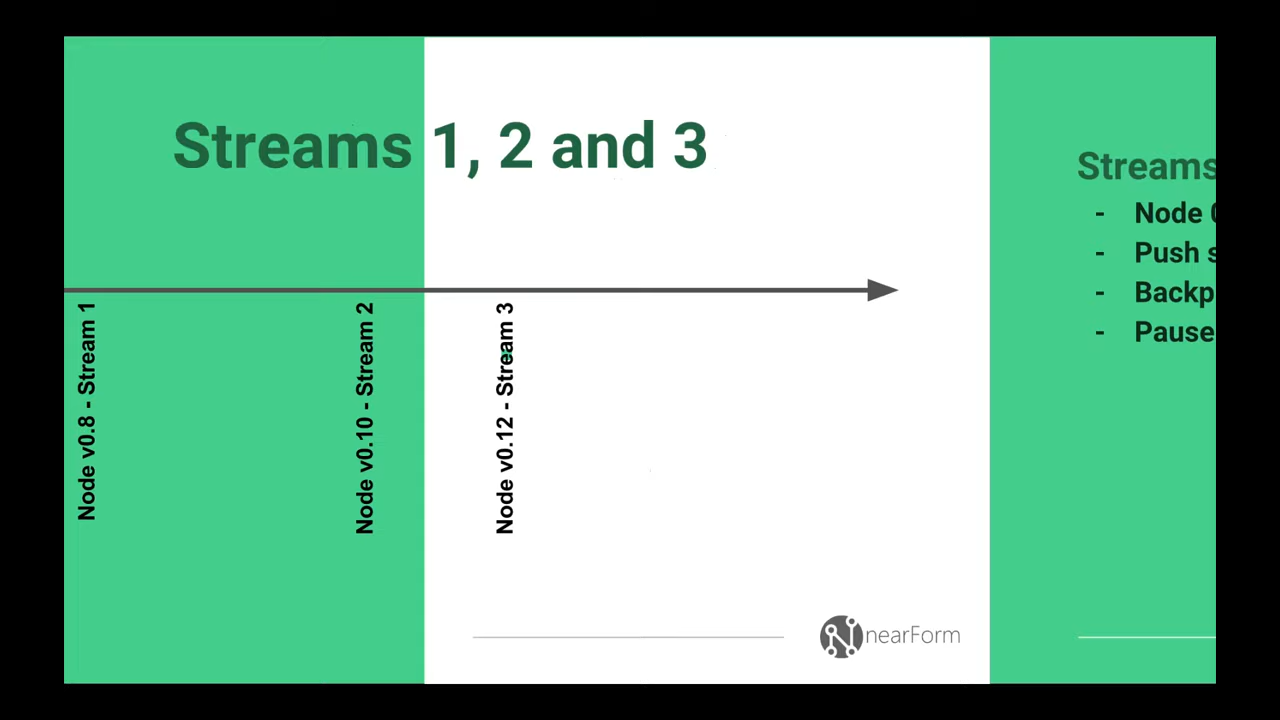 Streams 1, 2 and 3
Node v0.8 - Stream 1
Node v0.10 - Stream 2
Node v0.12 - Stream 3
nearForm
Streams
- Node
- Push
-
- Pause